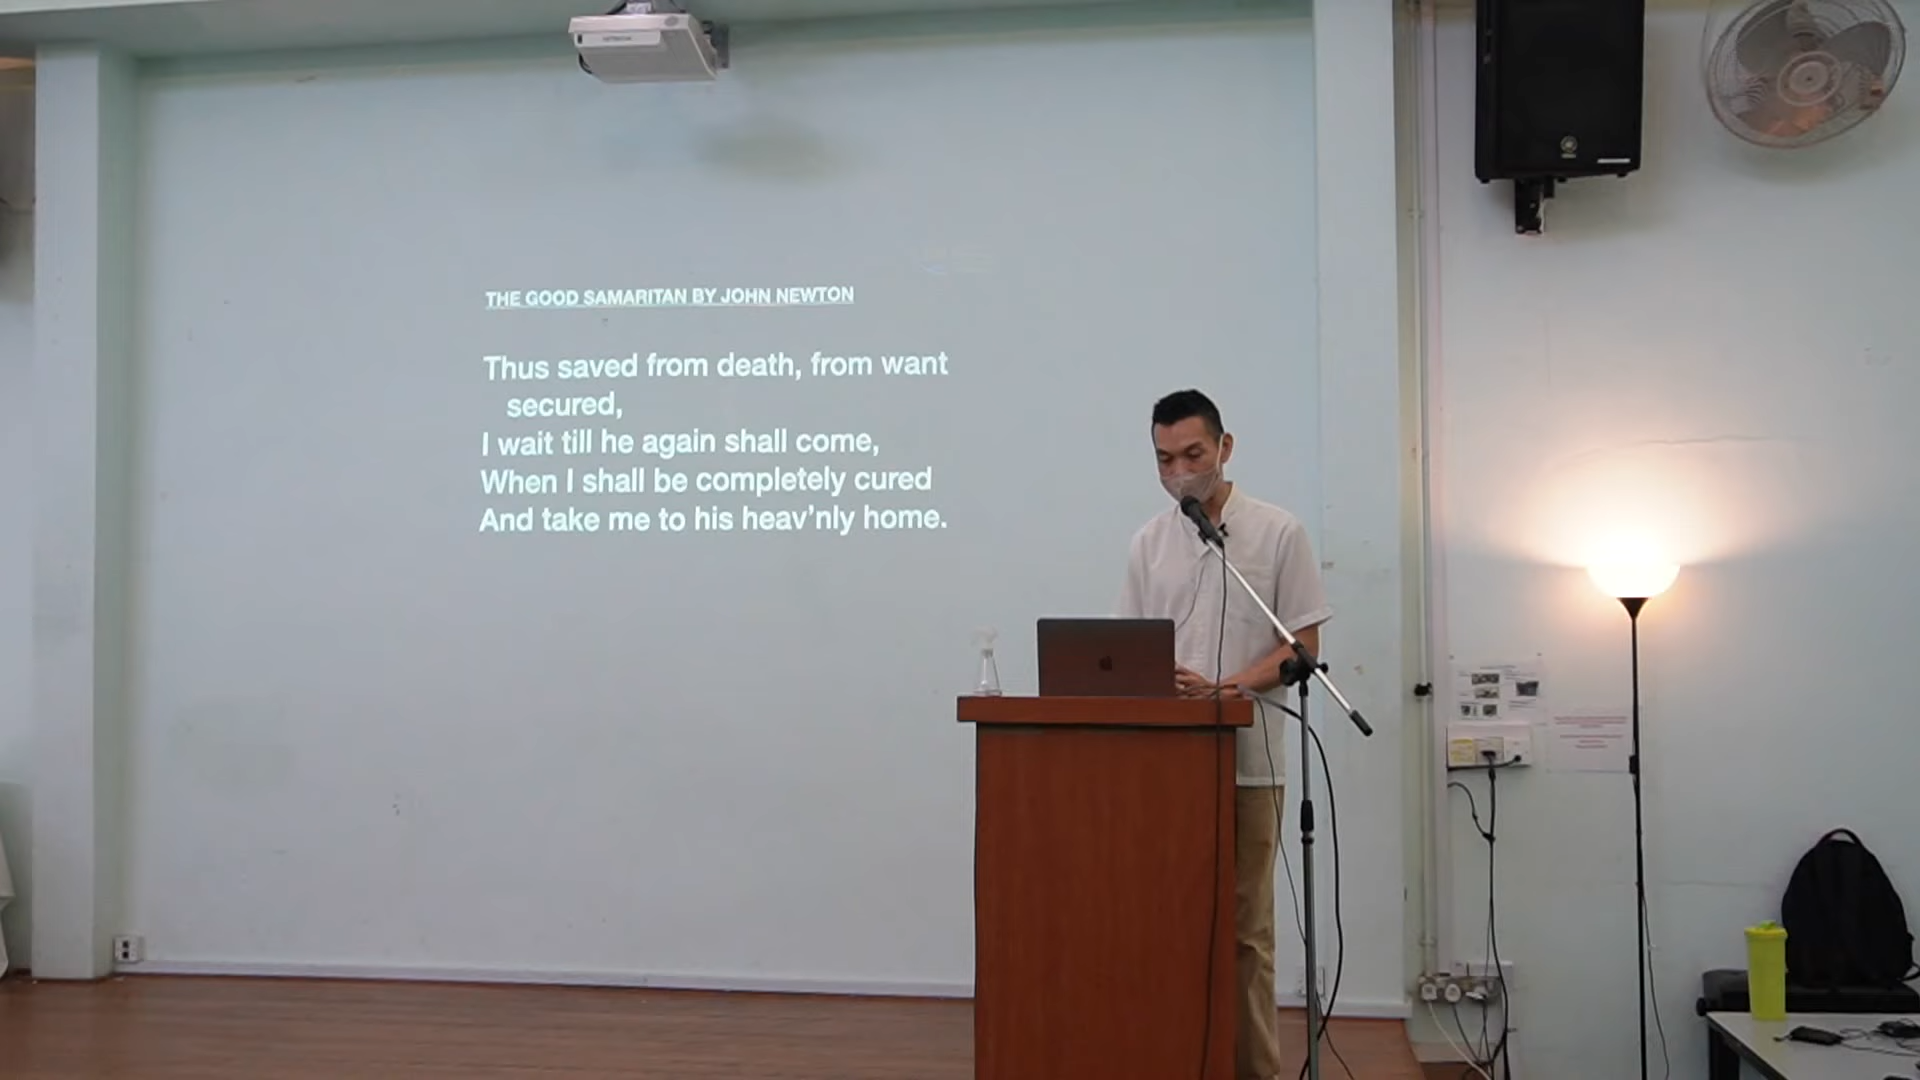 THE GOOD SAMARITAN BY JOHN NEWTON
Thus saved from death, from want
secured,
I wait till he again shall come,
When I shall be completely cured
And take me to his heav'nly home.